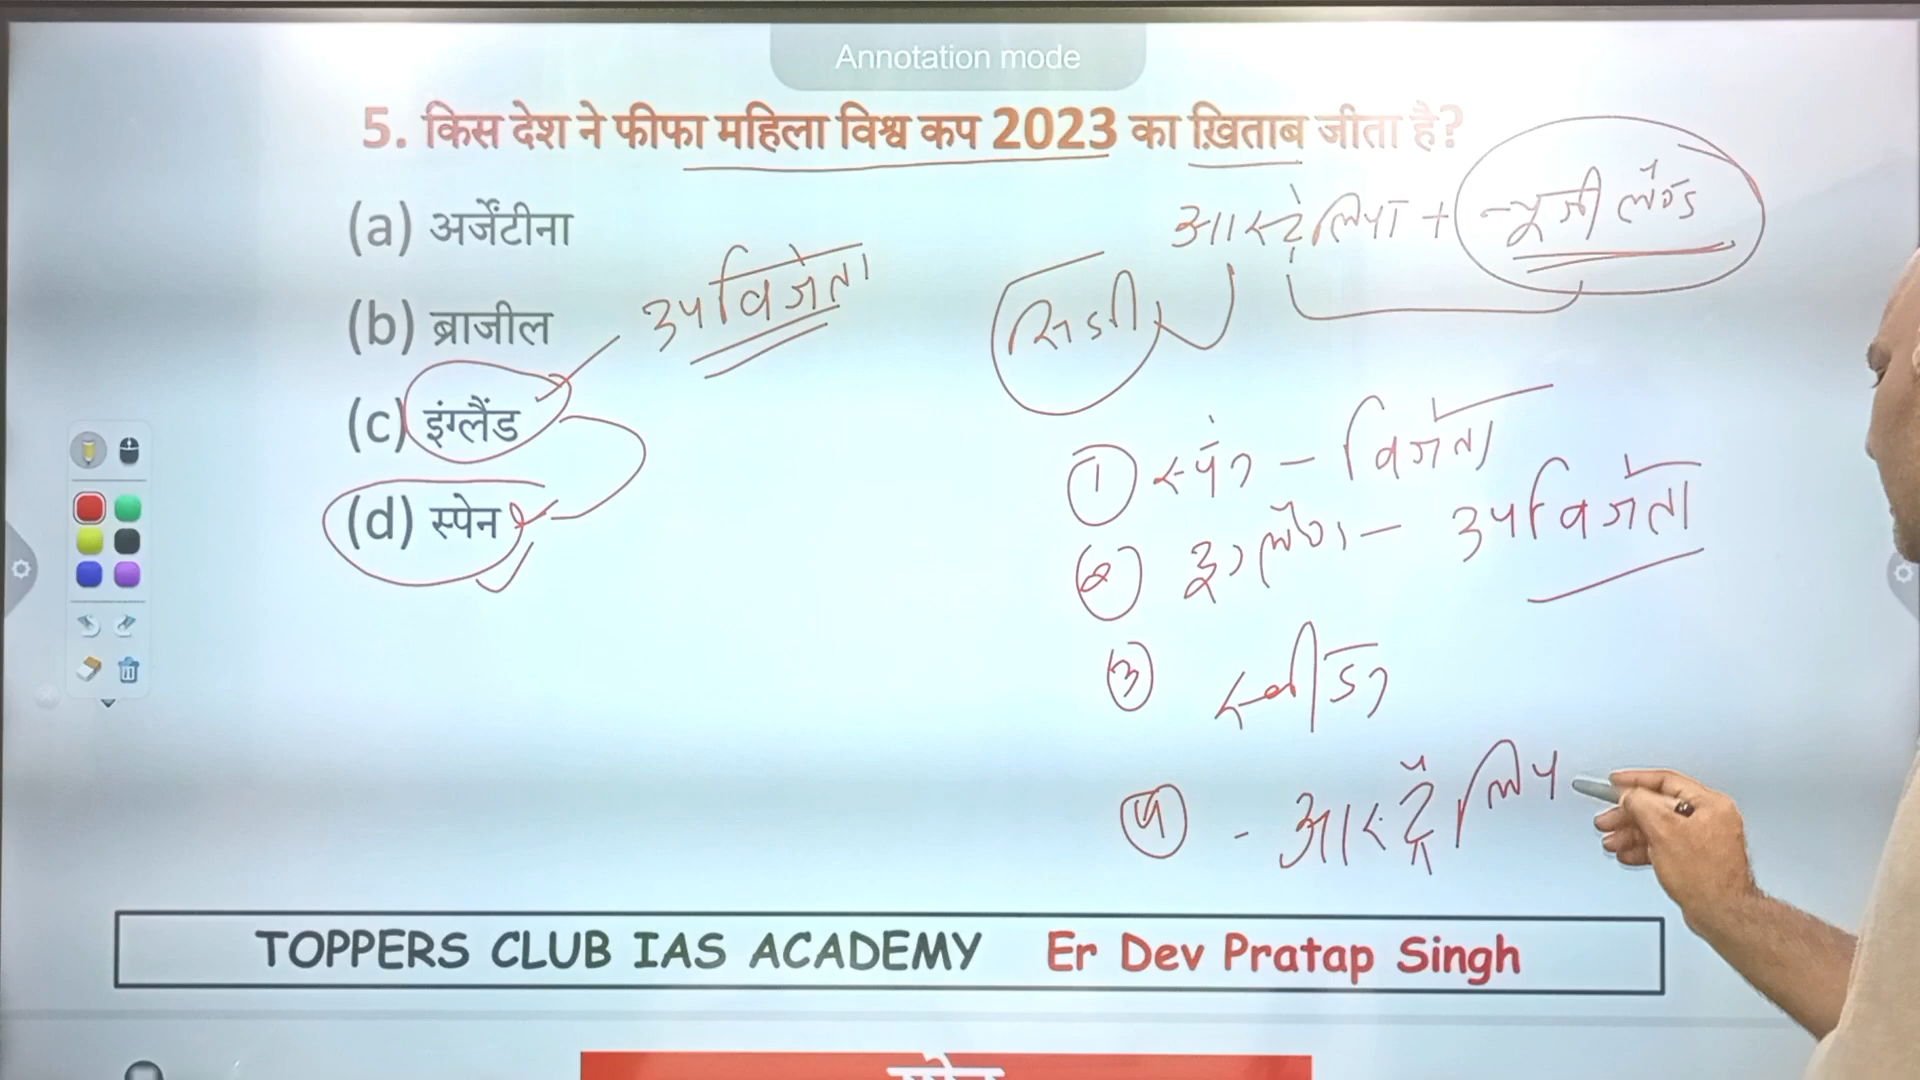 Annotation mode
5. किस देश ने फीफा महिला विश्व कप 2023 का ख़िताब जीता है?
आस्ट्रेलिया + न्यूजीलैण्ड
(a) अर्जेंटीना
उपविजेता
सिडनी
(b) ब्राजील
(c) इंग्लैंड
(d) स्पेन
① स्पेन – विजेता
② इंग्लैण्ड – उपविजेता
③ स्वीडन
④ - आस्ट्रेलिय
TOPPERS CLUB IAS ACADEMY Er Dev Pratap Singh